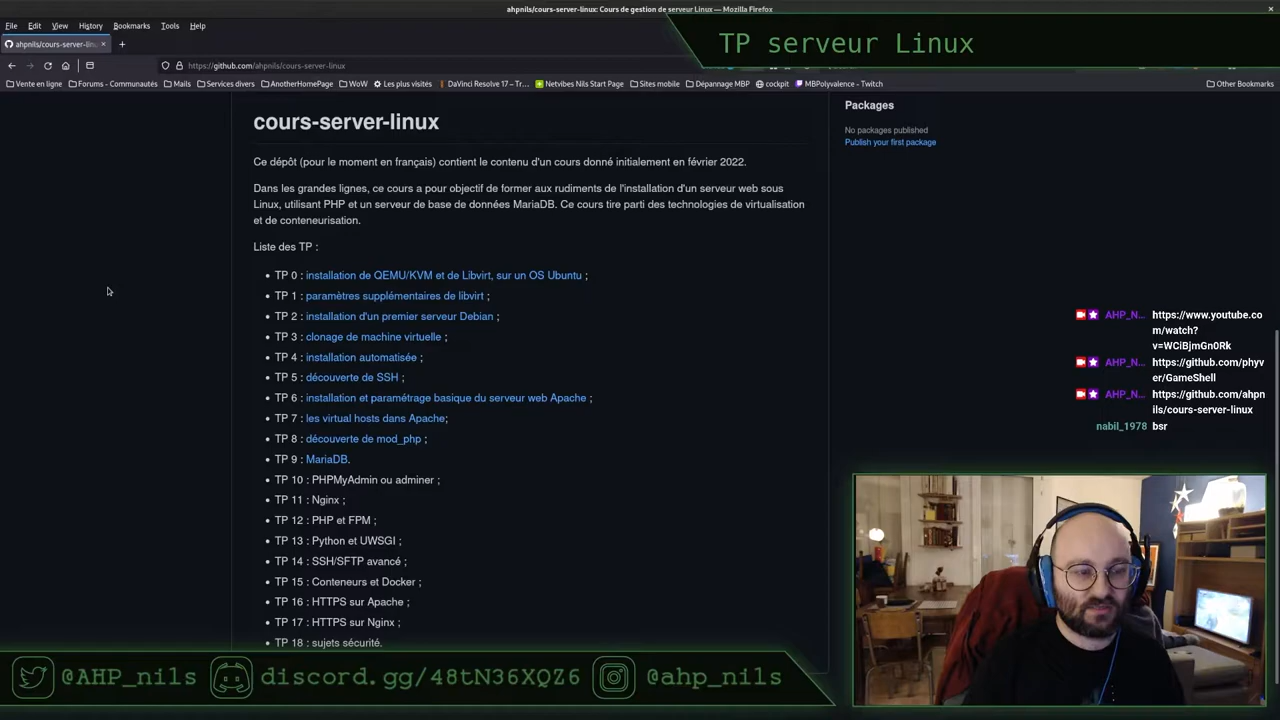 ahpnils/cours-server-linux: Cours de gestion de serveur Linux — Mozilla Firefox
File Edit View History Bookmarks Tools Help
TP serveur Linux
ahpnils/cours-server-linu
https://github.com/ahpnils/cours-server-linux
Vente en ligne Forums - Communautés Mails Services divers AnotherHomePage WoW Les plus visités DaVinci Resolve 17 – Tr… Netvibes Nils Start Page Sites mobile Dépannage MBP cockpit MBPolyvalence - Twitch Other Bookmarks
cours-server-linux
Ce dépôt (pour le moment en français) contient le contenu d'un cours donné initialement en février 2022.
Dans les grandes lignes, ce cours a pour objectif de former aux rudiments de l'installation d'un serveur web sous
Linux, utilisant PHP et un serveur de base de données MariaDB. Ce cours tire parti des technologies de virtualisation
et de conteneurisation.
Liste des TP :
• TP 0 : installation de QEMU/KVM et de Libvirt, sur un OS Ubuntu ;
• TP 1 : paramètres supplémentaires de libvirt ;
• TP 2 : installation d'un premier serveur Debian ;
• TP 3 : clonage de machine virtuelle ;
• TP 4 : installation automatisée ;
• TP 5 : découverte de SSH ;
• TP 6 : installation et paramétrage basique du serveur web Apache ;
• TP 7 : les virtual hosts dans Apache;
• TP 8 : découverte de mod_php ;
• TP 9 : MariaDB.
• TP 10 : PHPMyAdmin ou adminer ;
• TP 11 : Nginx ;
• TP 12 : PHP et FPM ;
• TP 13 : Python et UWSGI ;
• TP 14 : SSH/SFTP avancé ;
• TP 15 : Conteneurs et Docker ;
• TP 16 : HTTPS sur Apache ;
• TP 17 : HTTPS sur Nginx ;
• TP 18 : sujets sécurité.
Packages
No packages published
Publish your first package
AHP_N... https://www.youtube.co
m/watch?
v=WCiBjmGn0Rk
AHP_N... https://github.com/phyv
er/GameShell
AHP_N... https://github.com/ahpn
ils/cours-server-linux
nabil_1978 bsr
@AHP_nils discord.gg/48tN36XQZ6 @ahp_nils